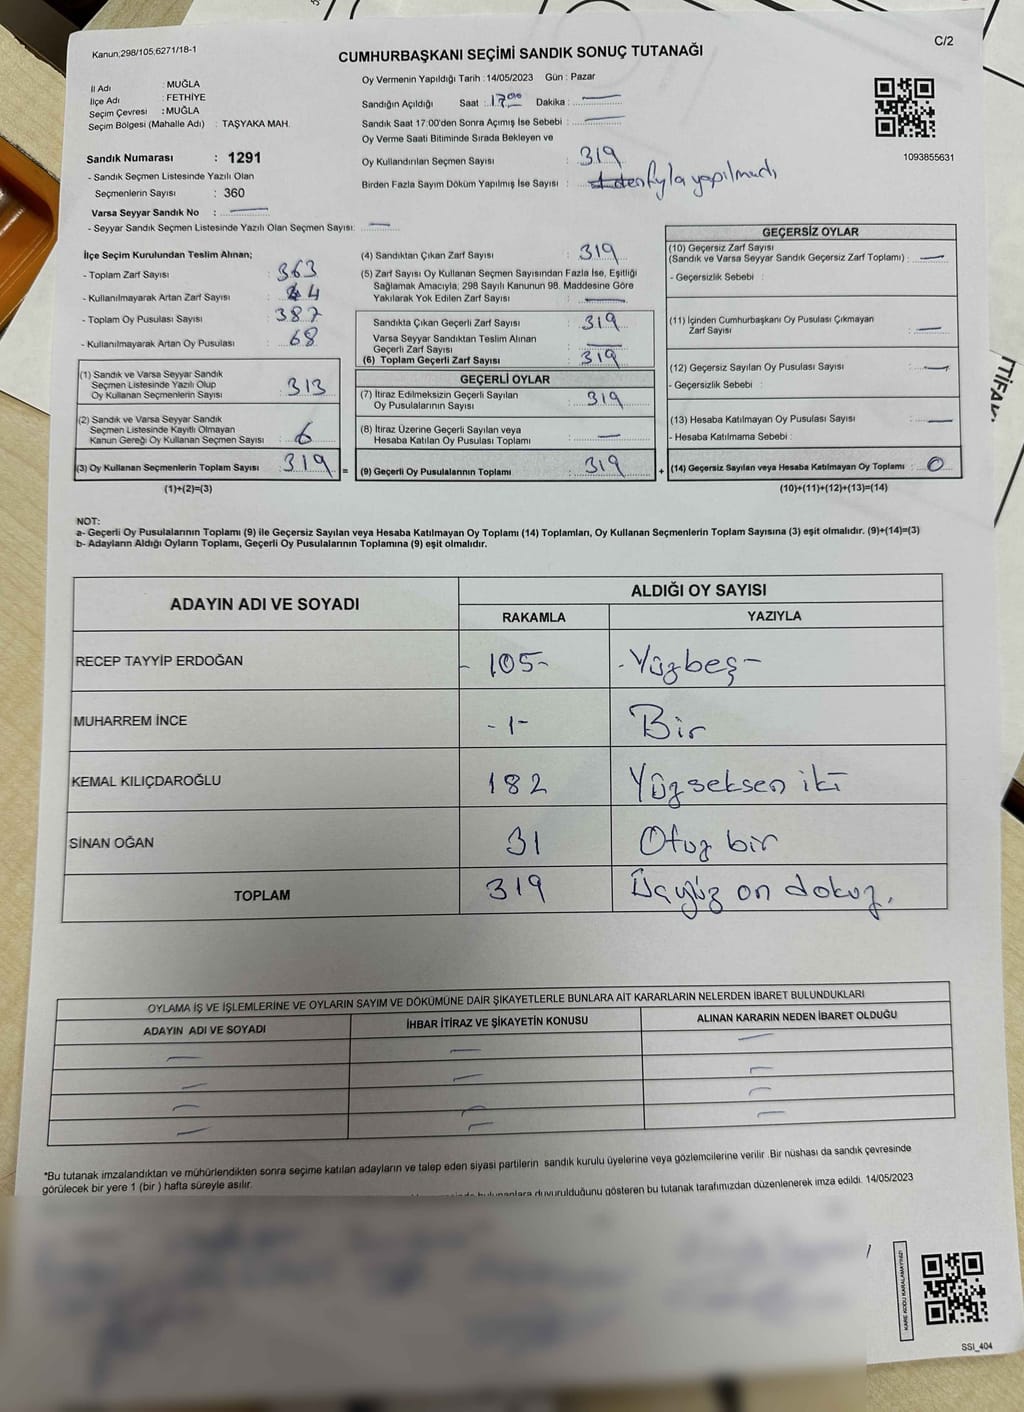 Kanun;298/105,6271/18-1
C/2
CUMHURBAŞKANI SEÇİMİ SANDIK SONUÇ TUTANAĞI
İl Adı : MUĞLA
İlçe Adı : FETHİYE
Seçim Çevresi : MUĞLA
Seçim Bölgesi (Mahalle Adı) : TAŞYAKA MAH.
Sandık Numarası : 1291
- Sandık Seçmen Listesinde Yazılı Olan
Seçmenlerin Sayısı : 360
Varsa Seyyar Sandık No :
- Seyyar Sandık Seçmen Listesinde Yazılı Olan Seçmen Sayısı:
Oy Vermenin Yapıldığı Tarih :14/05/2023 Gün : Pazar
Sandığın Açıldığı Saat : 17.00 Dakika :
Sandık Saat 17:00'den Sonra Açımış İse Sebebi :
Oy Verme Saati Bitiminde Sırada Bekleyen ve
Oy Kullandırılan Seçmen Sayısı : 319
Birden Fazla Sayım Döküm Yapılmış İse Sayısı : fazla yapılmadı
1093855631
İlçe Seçim Kurulundan Teslim Alınan;
- Toplam Zarf Sayısı : 363
- Kullanılmayarak Artan Zarf Sayısı : 44
- Toplam Oy Pusulası Sayısı : 387
- Kullanılmayarak Artan Oy Pusulası : 68
(1) Sandık ve Varsa Seyyar Sandık
Seçmen Listesinde Yazılı Olup
Oy Kullanan Seçmenlerin Sayısı : 313
(2) Sandık ve Varsa Seyyar Sandık
Seçmen Listesinde Kayıtlı Olmayan
Kanun Gereği Oy Kullanan Seçmen Sayısı : 6
(3) Oy Kullanan Seçmenlerin Toplam Sayısı : 319 =
(1)+(2)=(3)
(4) Sandıktan Çıkan Zarf Sayısı : 319
(5) Zarf Sayısı Oy Kullanan Seçmen Sayısından Fazla İse, Eşitliği
Sağlamak Amacıyla; 298 Sayılı Kanunun 98. Maddesine Göre
Yakılarak Yok Edilen Zarf Sayısı :
Sandıkta Çıkan Geçerli Zarf Sayısı : 319
Varsa Seyyar Sandıktan Teslim Alınan
Geçerli Zarf Sayısı :
(6) Toplam Geçerli Zarf Sayısı : 319
GEÇERLİ OYLAR
(7) İtiraz Edilmeksizin Geçerli Sayılan
Oy Pusulalarının Sayısı : 319
(8) İtiraz Üzerine Geçerli Sayılan veya
Hesaba Katılan Oy Pusulası Toplamı :
(9) Geçerli Oy Pusulalarının Toplamı : 319 +
GEÇERSİZ OYLAR
(10) Geçersiz Zarf Sayısı
(Sandık ve Varsa Seyyar Sandık Geçersiz Zarf Toplamı) :
- Geçersizlik Sebebi :
(11) İçinden Cumhurbaşkanı Oy Pusulası Çıkmayan
Zarf Sayısı :
(12) Geçersiz Sayılan Oy Pusulası Sayısı :
- Geçersizlik Sebebi :
(13) Hesaba Katılmayan Oy Pusulası Sayısı :
- Hesaba Katılmama Sebebi :
(14) Geçersiz Sayılan veya Hesaba Katılmayan Oy Toplamı : 0
(10)+(11)+(12)+(13)=(14)
NOT:
a- Geçerli Oy Pusulalarının Toplamı (9) ile Geçersiz Sayılan veya Hesaba Katılmayan Oy Toplamı (14) Toplamları, Oy Kullanan Seçmenlerin Toplam Sayısına (3) eşit olmalıdır. (9)+(14)=(3)
b- Adayların Aldığı Oyların Toplamı, Geçerli Oy Pusulalarının Toplamına (9) eşit olmalıdır.
ADAYIN ADI VE SOYADI
ALDIĞI OY SAYISI
RAKAMLA YAZIYLA
RECEP TAYYİP ERDOĞAN - 105 - - Yüzbeş -
MUHARREM İNCE - 1 - Bir
KEMAL KILIÇDAROĞLU 182 Yüzseksen iki
SİNAN OĞAN 31 Otuz bir
TOPLAM 319 Üçyüz on dokuz.
OYLAMA İŞ VE İŞLEMLERİNE VE OYLARIN SAYIM VE DÖKÜMÜNE DAİR ŞİKAYETLERLE BUNLARA AİT KARARLARIN NELERDEN İBARET BULUNDUKLARI
ADAYIN ADI VE SOYADI İHBAR İTİRAZ VE ŞİKAYETİN KONUSU ALINAN KARARIN NEDEN İBARET OLDUĞU
*Bu tutanak imzalandıktan ve mühürlendikten sonra seçime katılan adayların ve talep eden siyasi partilerin sandık kurulu üyelerine veya gözlemcilerine verilir .Bir nüshası da sandık çevresinde
görülecek bir yere 1 (bir ) hafta süreyle asılır.
bulunanlara duyurulduğunu gösteren bu tutanak tarafımızdan düzenlenerek imza edildi. 14/05/2023
KARE KODU KARALAMAYINIZ!
SSI_404